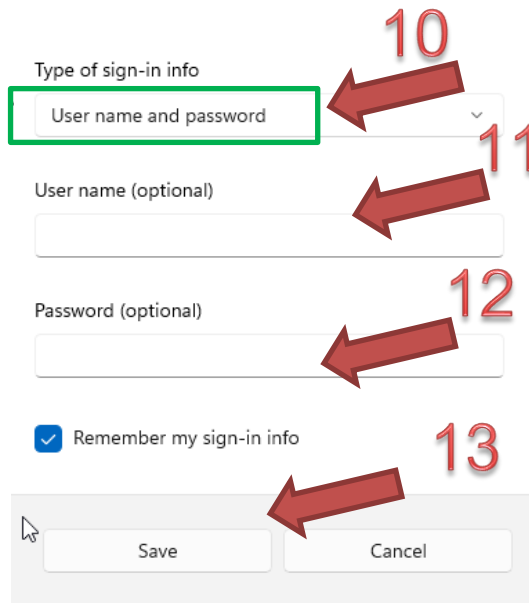 10
Type of sign-in info
User name and password
11
User name (optional)
12
Password (optional)
Remember my sign-in info
13
Save
Cancel